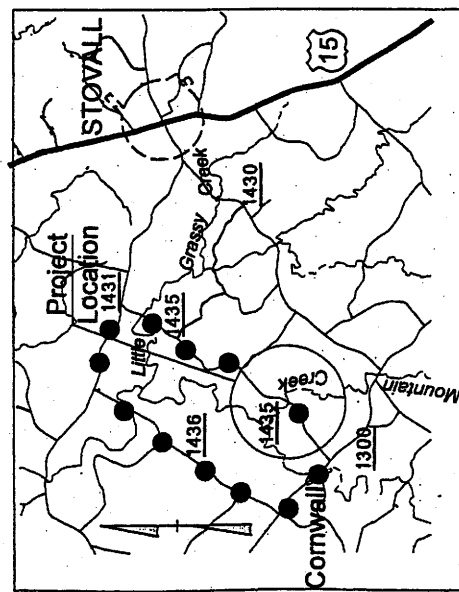 STOVALL
15
Project
Location
1431
Little
Grassy
Creek
1435
1430
1436
1435
Creek
Mountain
1300
Cornwall